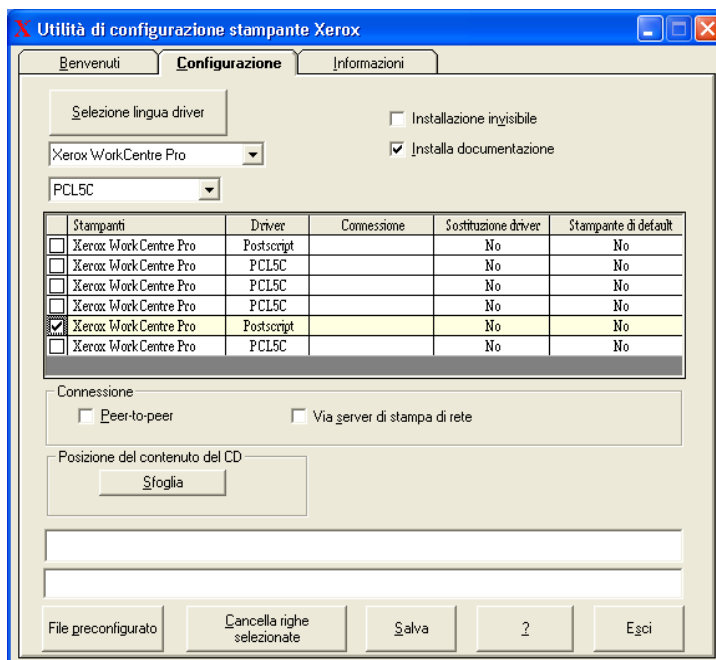 Utilità di configurazione stampante Xerox
Benvenuti Configurazione Informazioni
Selezione lingua driver
Installazione invisibile
Xerox WorkCentre Pro
Installa documentazione
PCL5C
Stampanti Driver Connessione Sostituzione driver Stampante di default
Xerox WorkCentre Pro Postscript No No
Xerox WorkCentre Pro PCL5C No No
Xerox WorkCentre Pro PCL5C No No
Xerox WorkCentre Pro PCL5C No No
Xerox WorkCentre Pro Postscript No No
Xerox WorkCentre Pro PCL5C No No
Connessione
Peer-to-peer Via server di stampa di rete
Posizione del contenuto del CD
Sfoglia
File preconfigurato Cancella righe selezionate Salva ? Esci